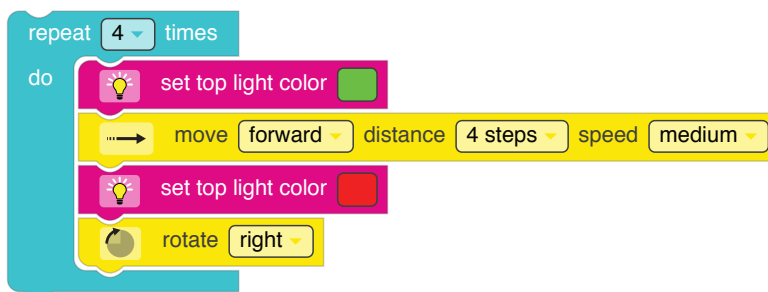 repeat 4 times
do
set top light color
move forward distance 4 steps speed medium
set top light color
rotate right